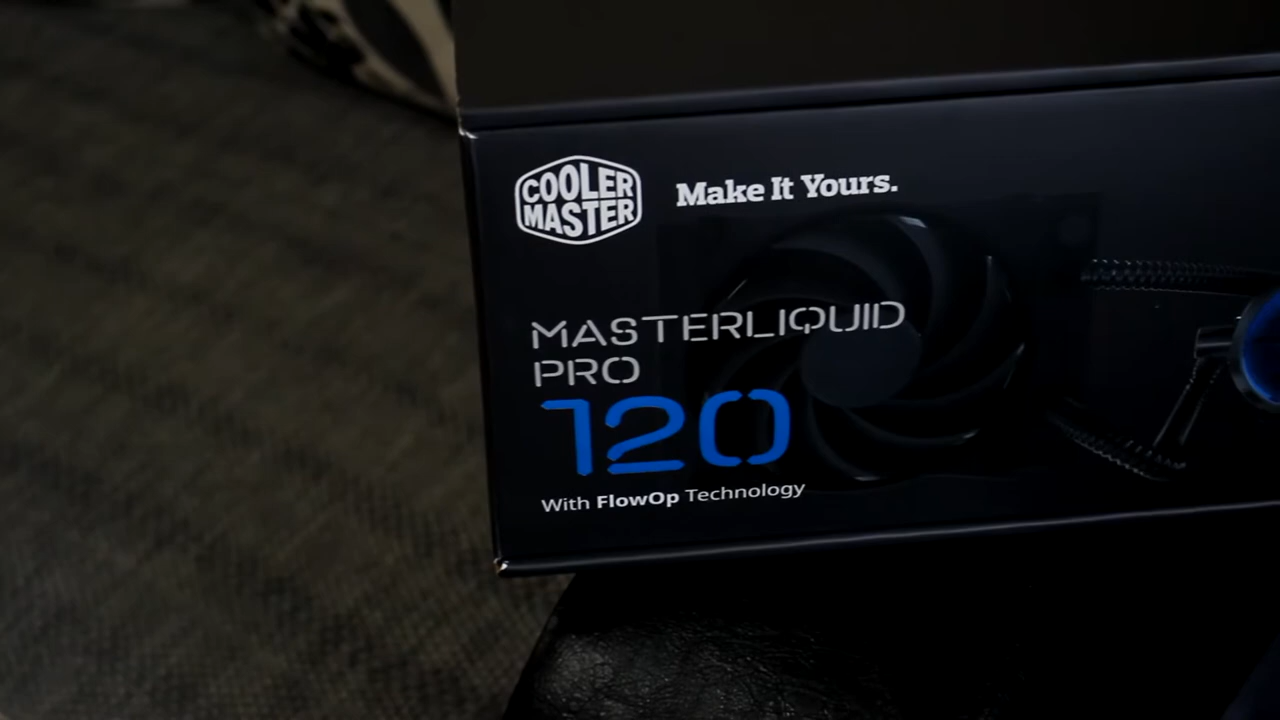 COOLER
MASTER
Make It Yours.
MASTERLIQUID
PRO
120
With FlowOp Technology